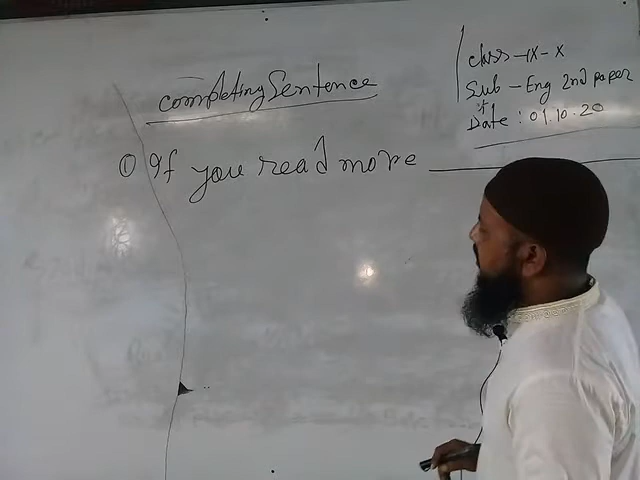 Class - IX - X
Sub - Eng 2nd paper
Date : 01.10.20
Completing Sentence
① If you read more